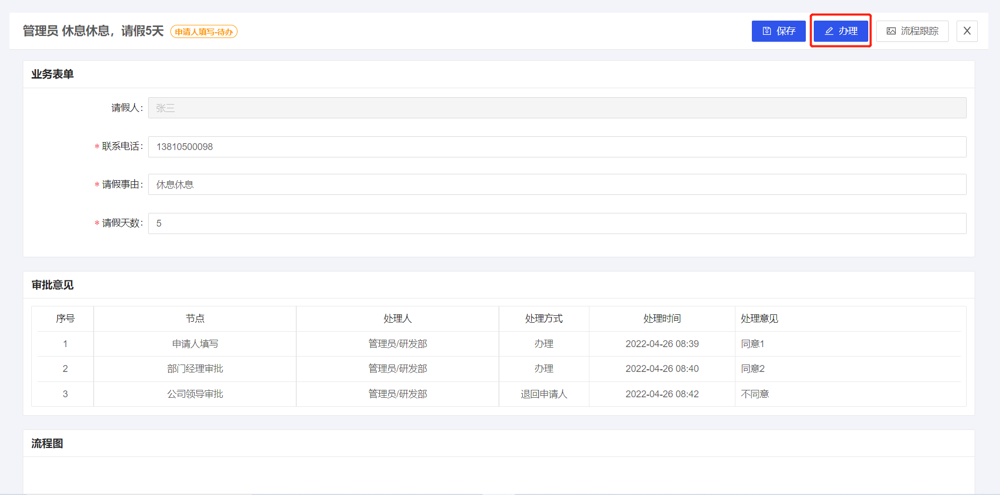 管理员 休息休息，请假5天 申请人填写-待办 保存 办理 流程跟踪 X
业务表单
请假人: 张三
* 联系电话: 13810500098
* 请假事由: 休息休息
* 请假天数: 5
审批意见
序号 节点 处理人 处理方式 处理时间 处理意见
1 申请人填写 管理员/研发部 办理 2022-04-26 08:39 同意1
2 部门经理审批 管理员/研发部 办理 2022-04-26 08:40 同意2
3 公司领导审批 管理员/研发部 退回申请人 2022-04-26 08:42 不同意
流程图